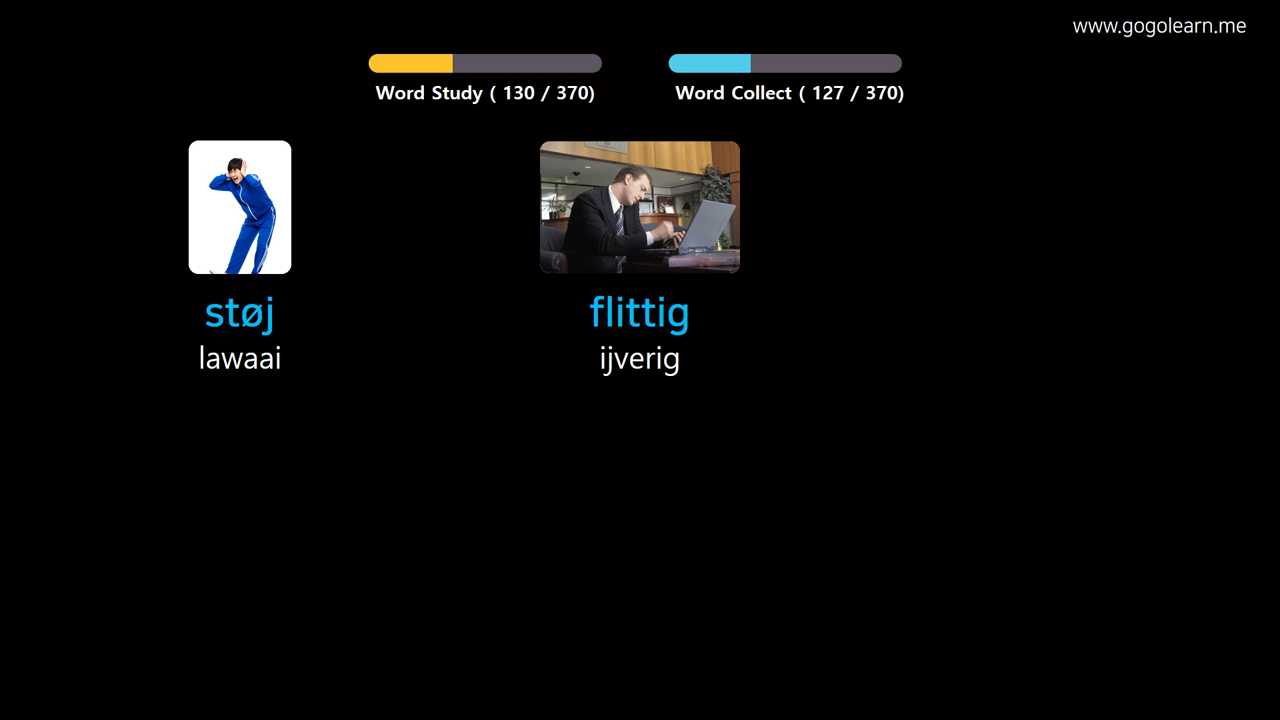 www.gogolearn.me
Word Study ( 130 / 370)
Word Collect ( 127 / 370)
støj
flittig
lawaai
ijverig